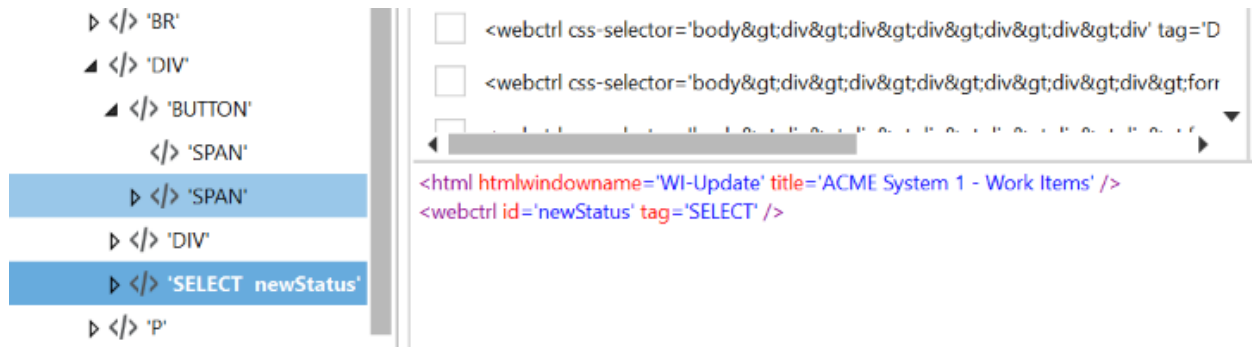 </> 'BR'
</> 'DIV'
</> 'BUTTON'
</> 'SPAN'
</> 'SPAN'
</> 'DIV'
</> 'SELECT newStatus'
</> 'P'
<webctrl css-selector='body&gt;div&gt;div&gt;div&gt;div&gt;div&gt;div' tag='D
<webctrl css-selector='body&gt;div&gt;div&gt;div&gt;div&gt;div&gt;forr
<html htmlwindowname='WI-Update' title='ACME System 1 - Work Items' />
<webctrl id='newStatus' tag='SELECT' />